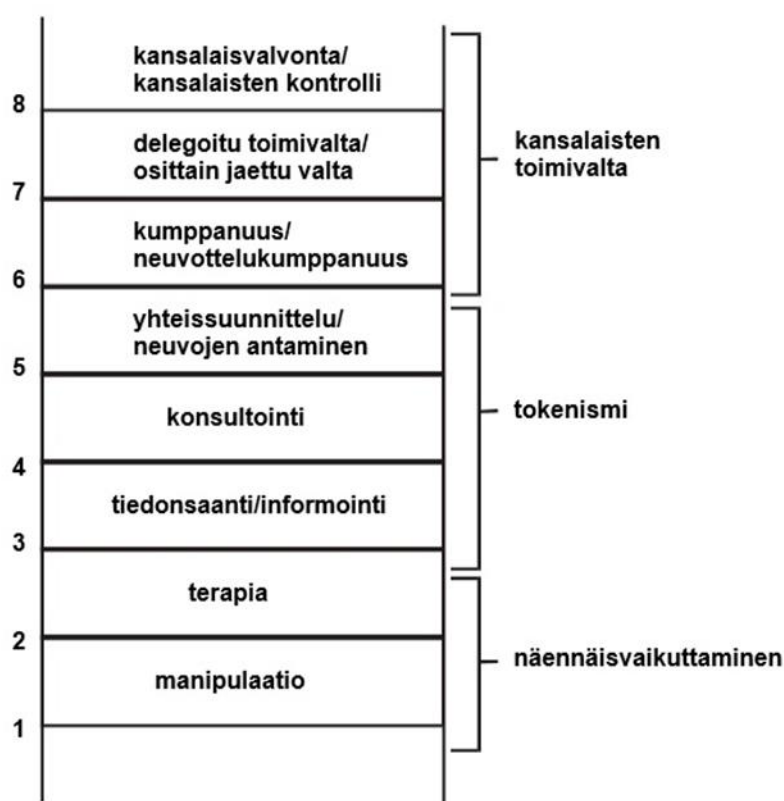 kansalaisvalvonta/
kansalaisten kontrolli
8
delegoitu toimivalta/
osittain jaettu valta
7
kumppanuus/
neuvottelukumppanuus
6
yhteissuunnittelu/
neuvojen antaminen
5
konsultointi
4
tiedonsaanti/informointi
3
terapia
2
manipulaatio
1
kansalaisten
toimivalta
tokenismi
näennäisvaikuttaminen